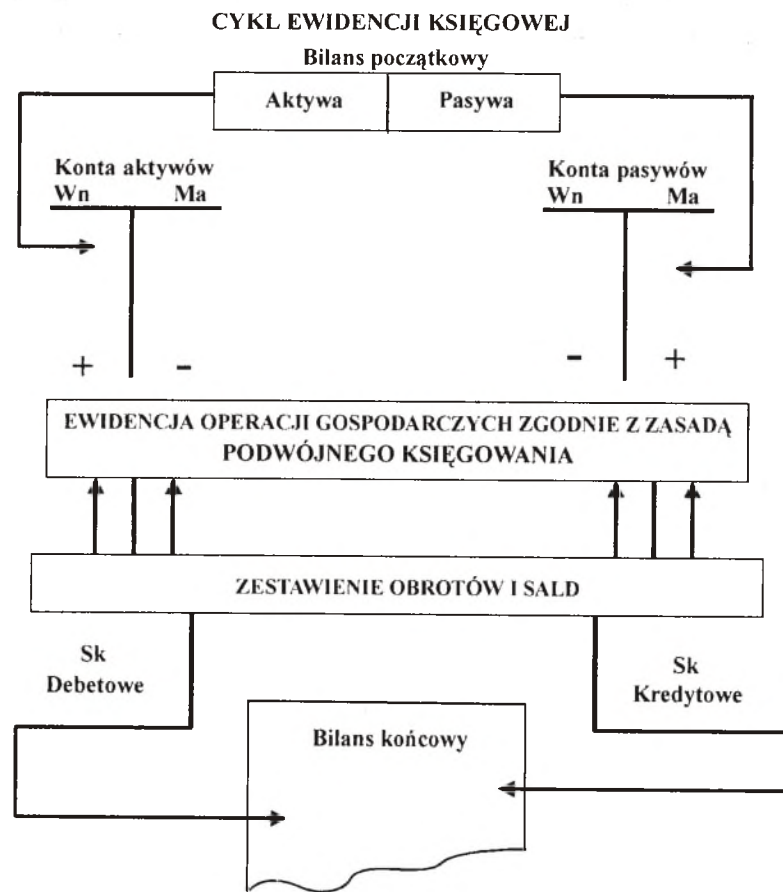 CYKL EWIDENCJI KSIĘGOWEJ
Bilans początkowy
Aktywa Pasywa
Konta aktywów
Wn Ma
Konta pasywów
Wn Ma
+ -
- +
EWIDENCJA OPERACJI GOSPODARCZYCH ZGODNIE Z ZASADĄ
PODWÓJNEGO KSIĘGOWANIA
ZESTAWIENIE OBROTÓW I SALD
Sk
Debetowe
Sk
Kredytowe
Bilans końcowy